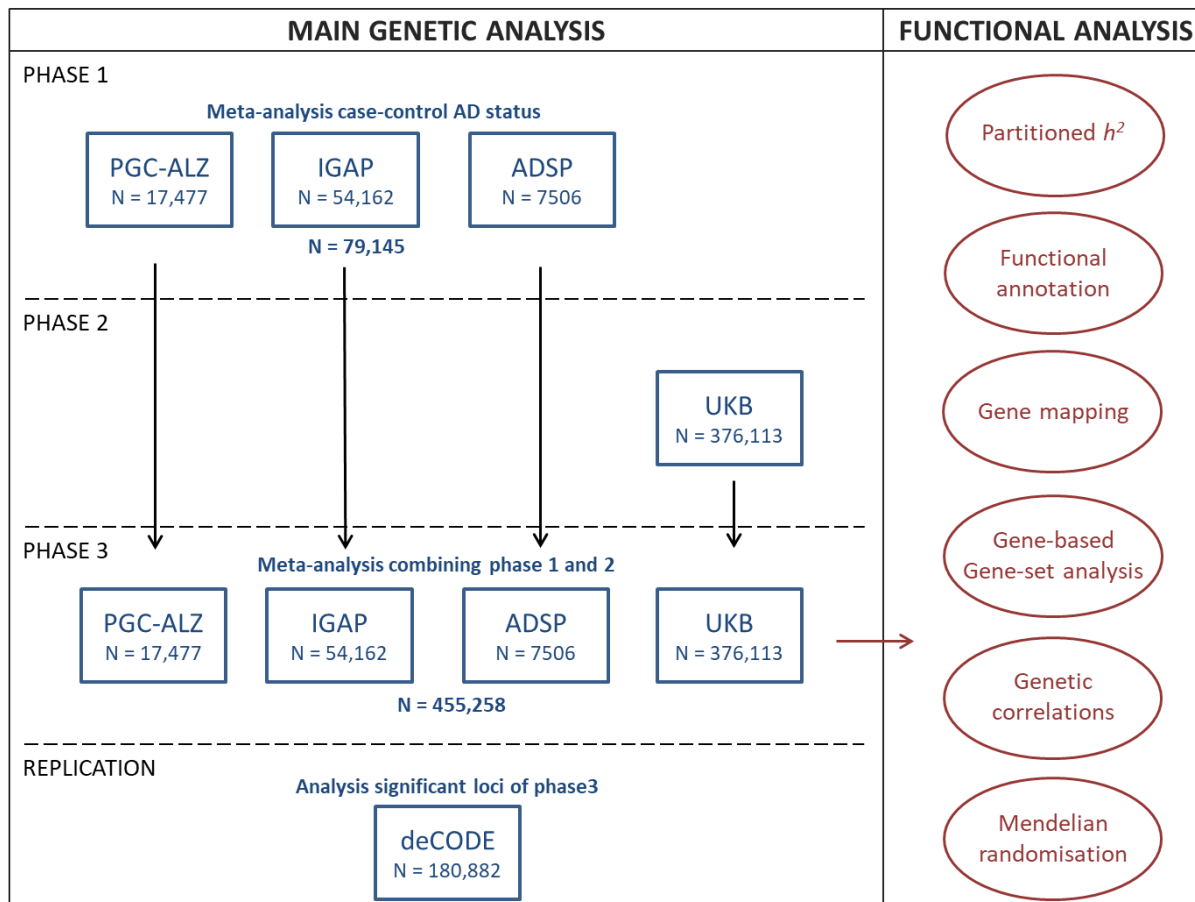 MAIN GENETIC ANALYSIS
PHASE 1
Meta-analysis case-control AD status
PGC-ALZ
N = 17,477
IGAP
N = 54,162
ADSP
N = 7506
N = 79,145
PHASE 2
UKB
N = 376,113
PHASE 3
Meta-analysis combining phase 1 and 2
PGC-ALZ
N = 17,477
IGAP
N = 54,162
ADSP
N = 7506
UKB
N = 376,113
N = 455,258
REPLICATION
Analysis significant loci of phase3
deCODE
N = 180,882
FUNCTIONAL ANALYSIS
Partitioned h²
Functional
annotation
Gene mapping
Gene-based
Gene-set analysis
Genetic
correlations
Mendelian
randomisation